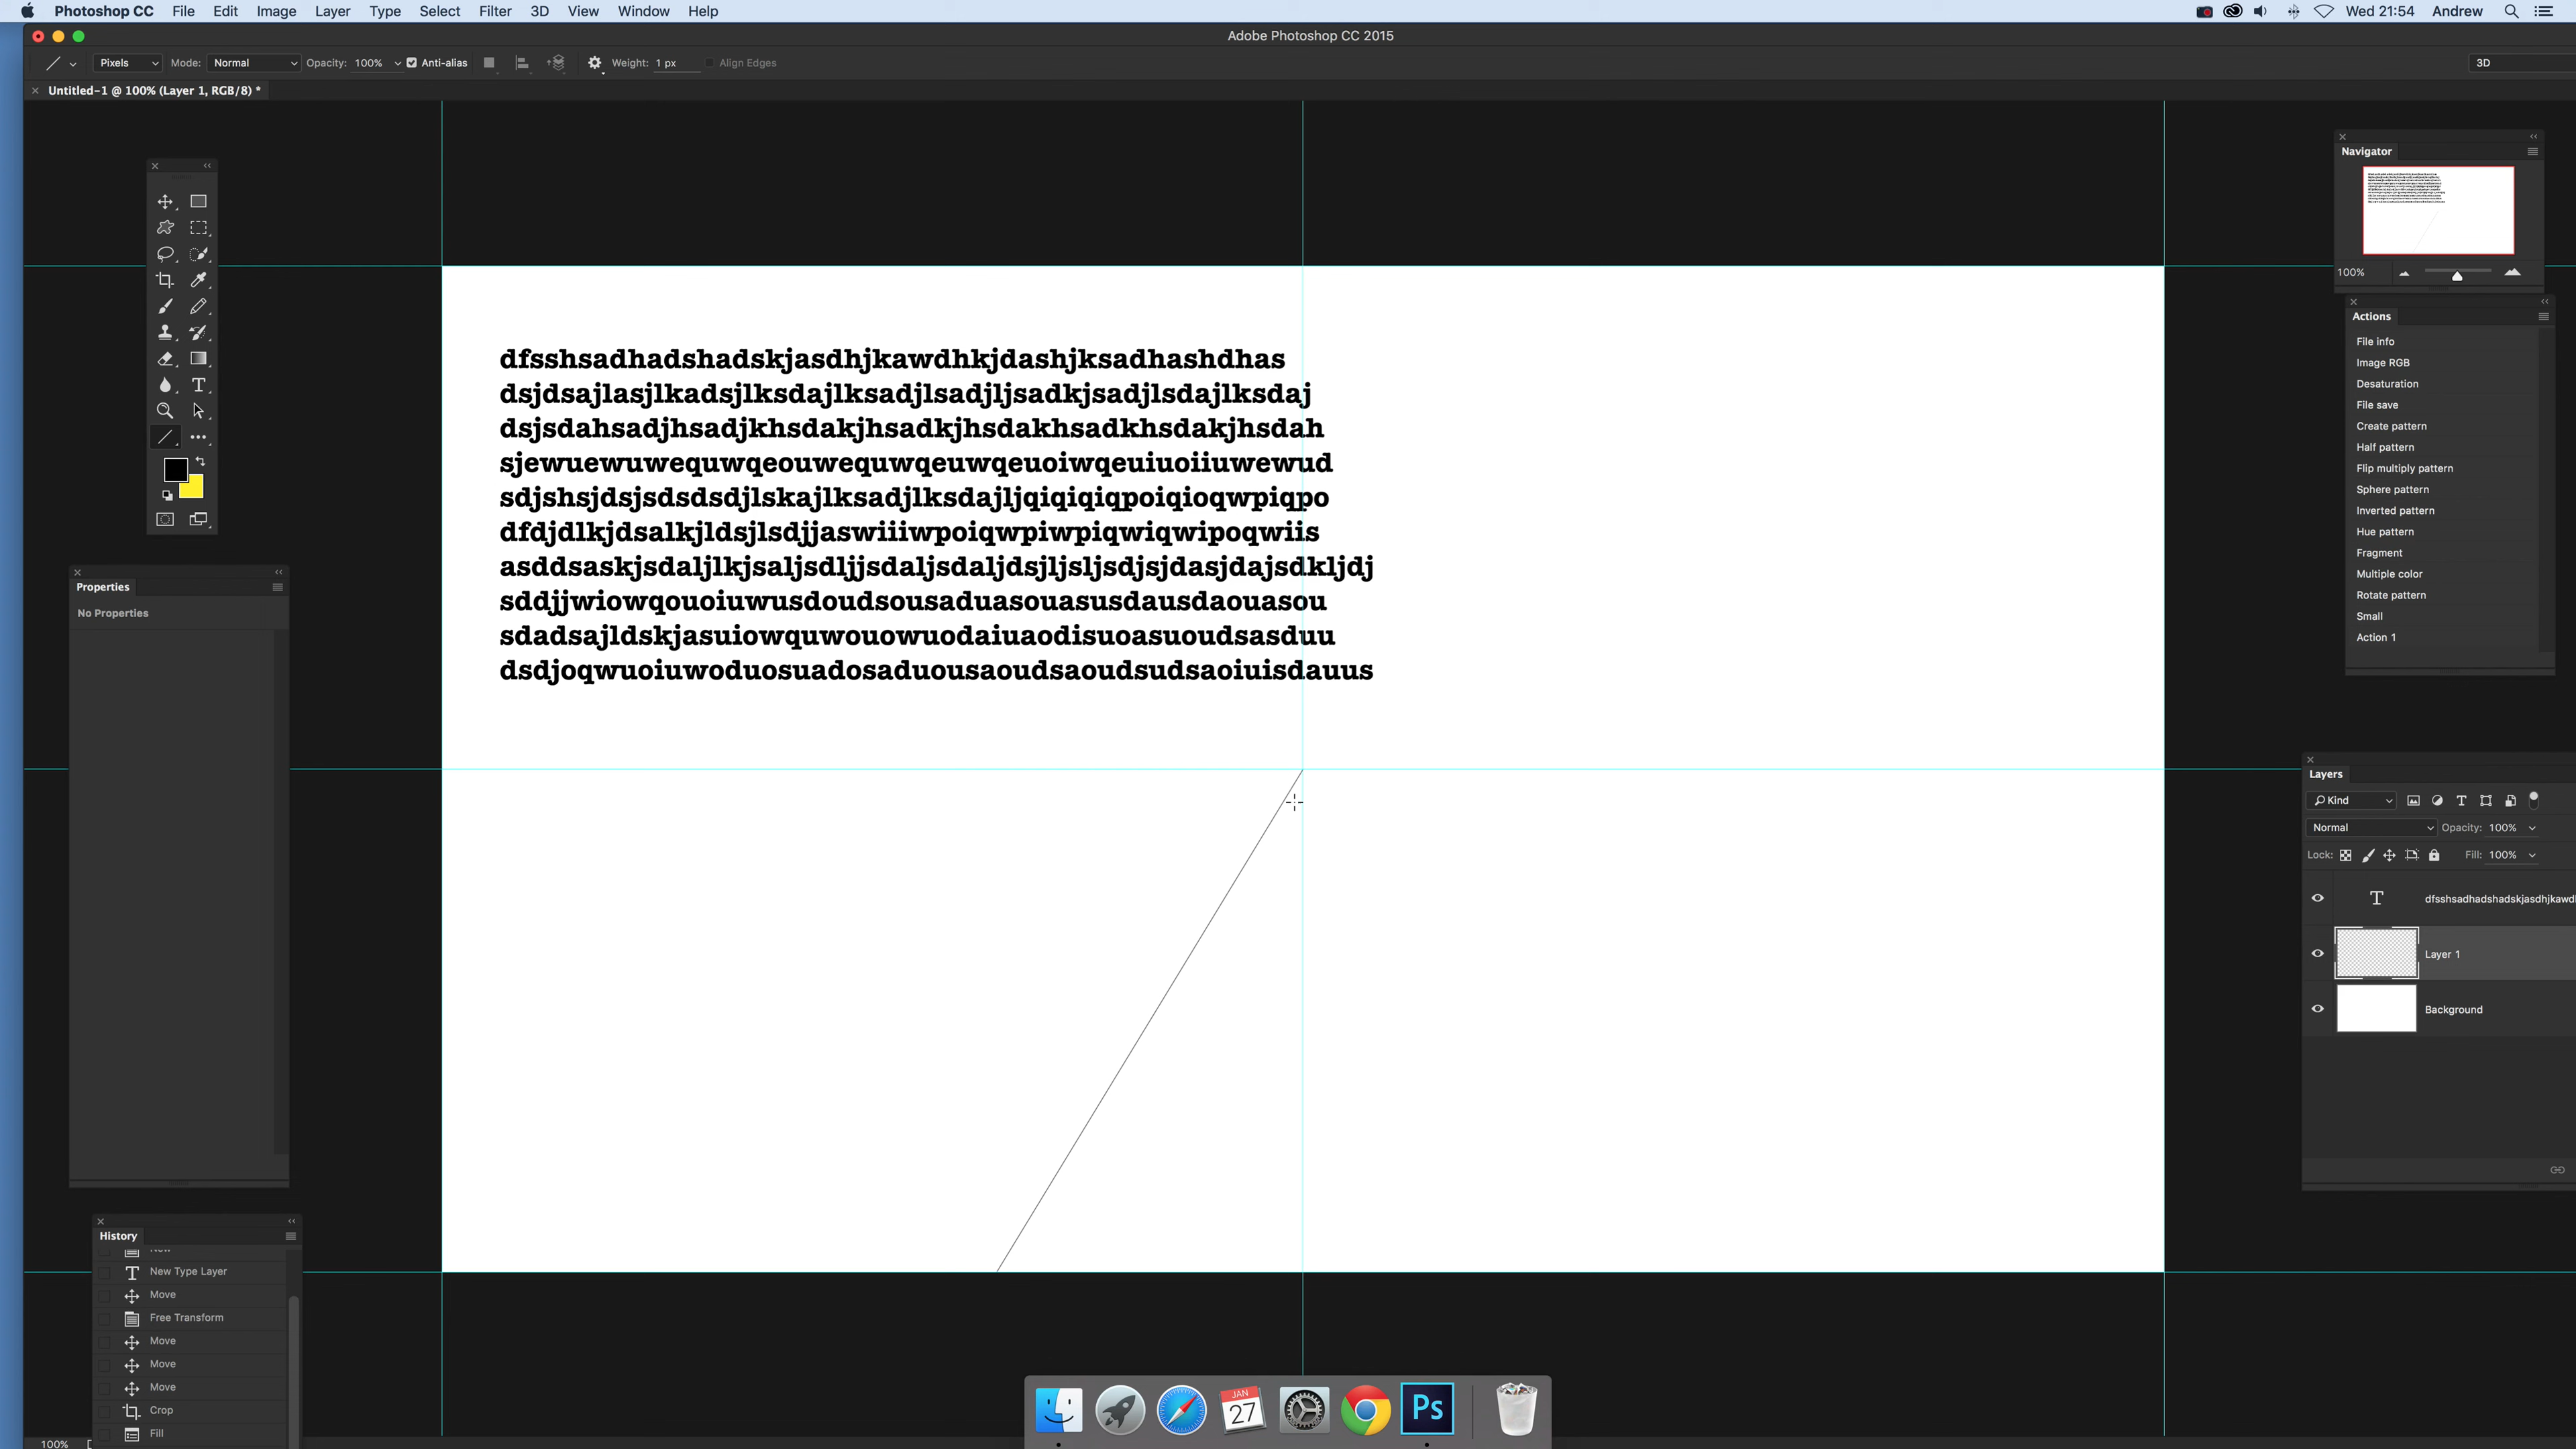 Photoshop CC File Edit Image Layer Type Select Filter 3D View Window Help Wed 21:54 Andrew
Adobe Photoshop CC 2015
Pixels Mode: Normal Opacity: 100% Anti-alias Weight: 1 px Align Edges 3D
Untitled-1 @ 100% (Layer 1, RGB/8) *
Navigator
100%
Actions
File info
Image RGB
Desaturation
File save
Create pattern
Half pattern
Flip multiply pattern
Sphere pattern
Inverted pattern
Hue pattern
Fragment
Multiple color
Rotate pattern
Small
Action 1
dfsshsadhadshadskjasdhjkawdhkjdashjksadhashdhas
dsjdsajlasjlkadsjlksdajlksadjlsadjljsadkjsadjlsdajlksdaj
dsjsdahsadjhsadjkhsdakjhsadkjhsdakhsadkhsdakjhsdah
sjewuewuwequwqeouwequwqeuwqeuoiwqeuiuoiiuwewud
sdjshsjdsjsdsdsdjlskajlksadjlksdajljqiqiqiqpoiqioqwpiqpo
dfdjdlkjdsalkjldsjlsdjjaswiiiwpoiqwpiwpiqwiqwipoqwiis
asddsaskjsdaljlkjsaljsdljjsdaljsdaljdsjljsljsdjsjdasjdajsdkljdj
sddjjwiowqouoiuwusdoudsousaduasouasusdausdaouasou
sdadsajldskjasuiowquwouowuodaiuaodisuoasuoudsasduu
dsdjoqwuoiuwoduosuadosaduousaoudsaoudsudsaoiuisdauus
Properties
No Properties
Layers
Kind
Normal Opacity: 100%
Lock: Fill: 100%
dfsshsadhadshadskjasdhjkawdl
Layer 1
Background
History
New Type Layer
Move
Free Transform
Move
Move
Move
Crop
Fill
100%
JAN
27
Ps